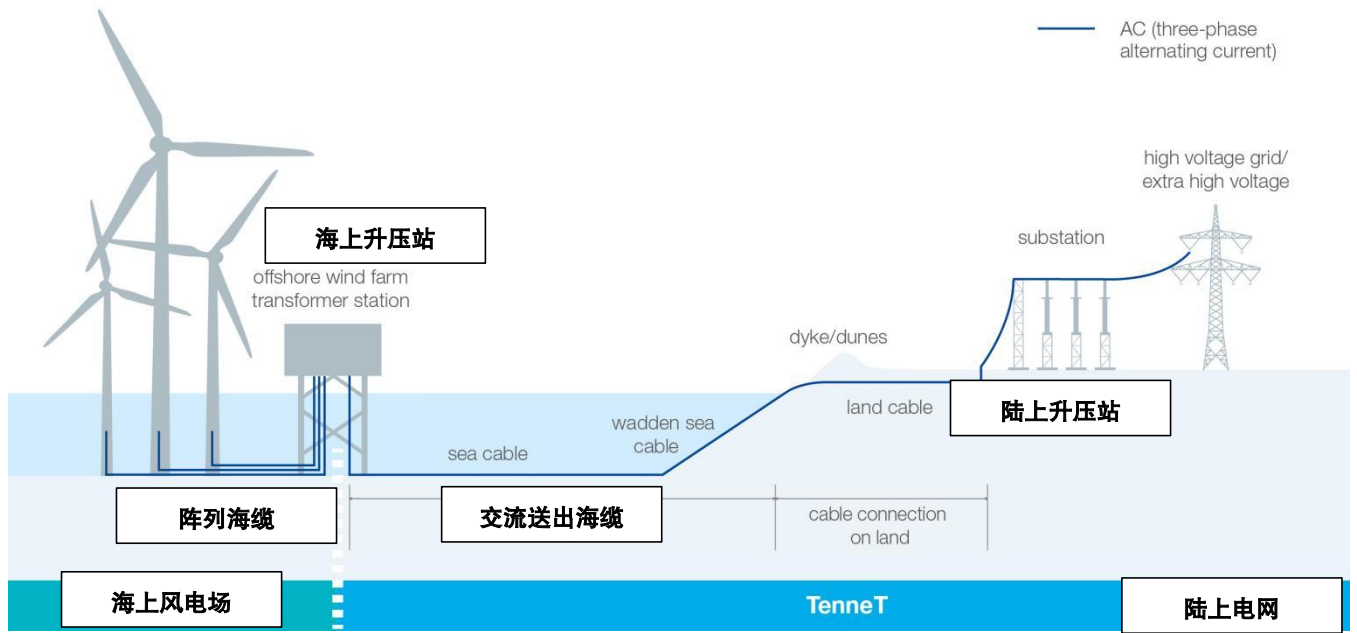 AC (three-phase
alternating current)
high voltage grid/
extra high voltage
海上升压站
substation
offshore wind farm
transformer station
dyke/dunes
wadden sea
cable
land cable
陆上升压站
sea cable
阵列海缆
交流送出海缆
cable connection
on land
海上风电场
TenneT
陆上电网